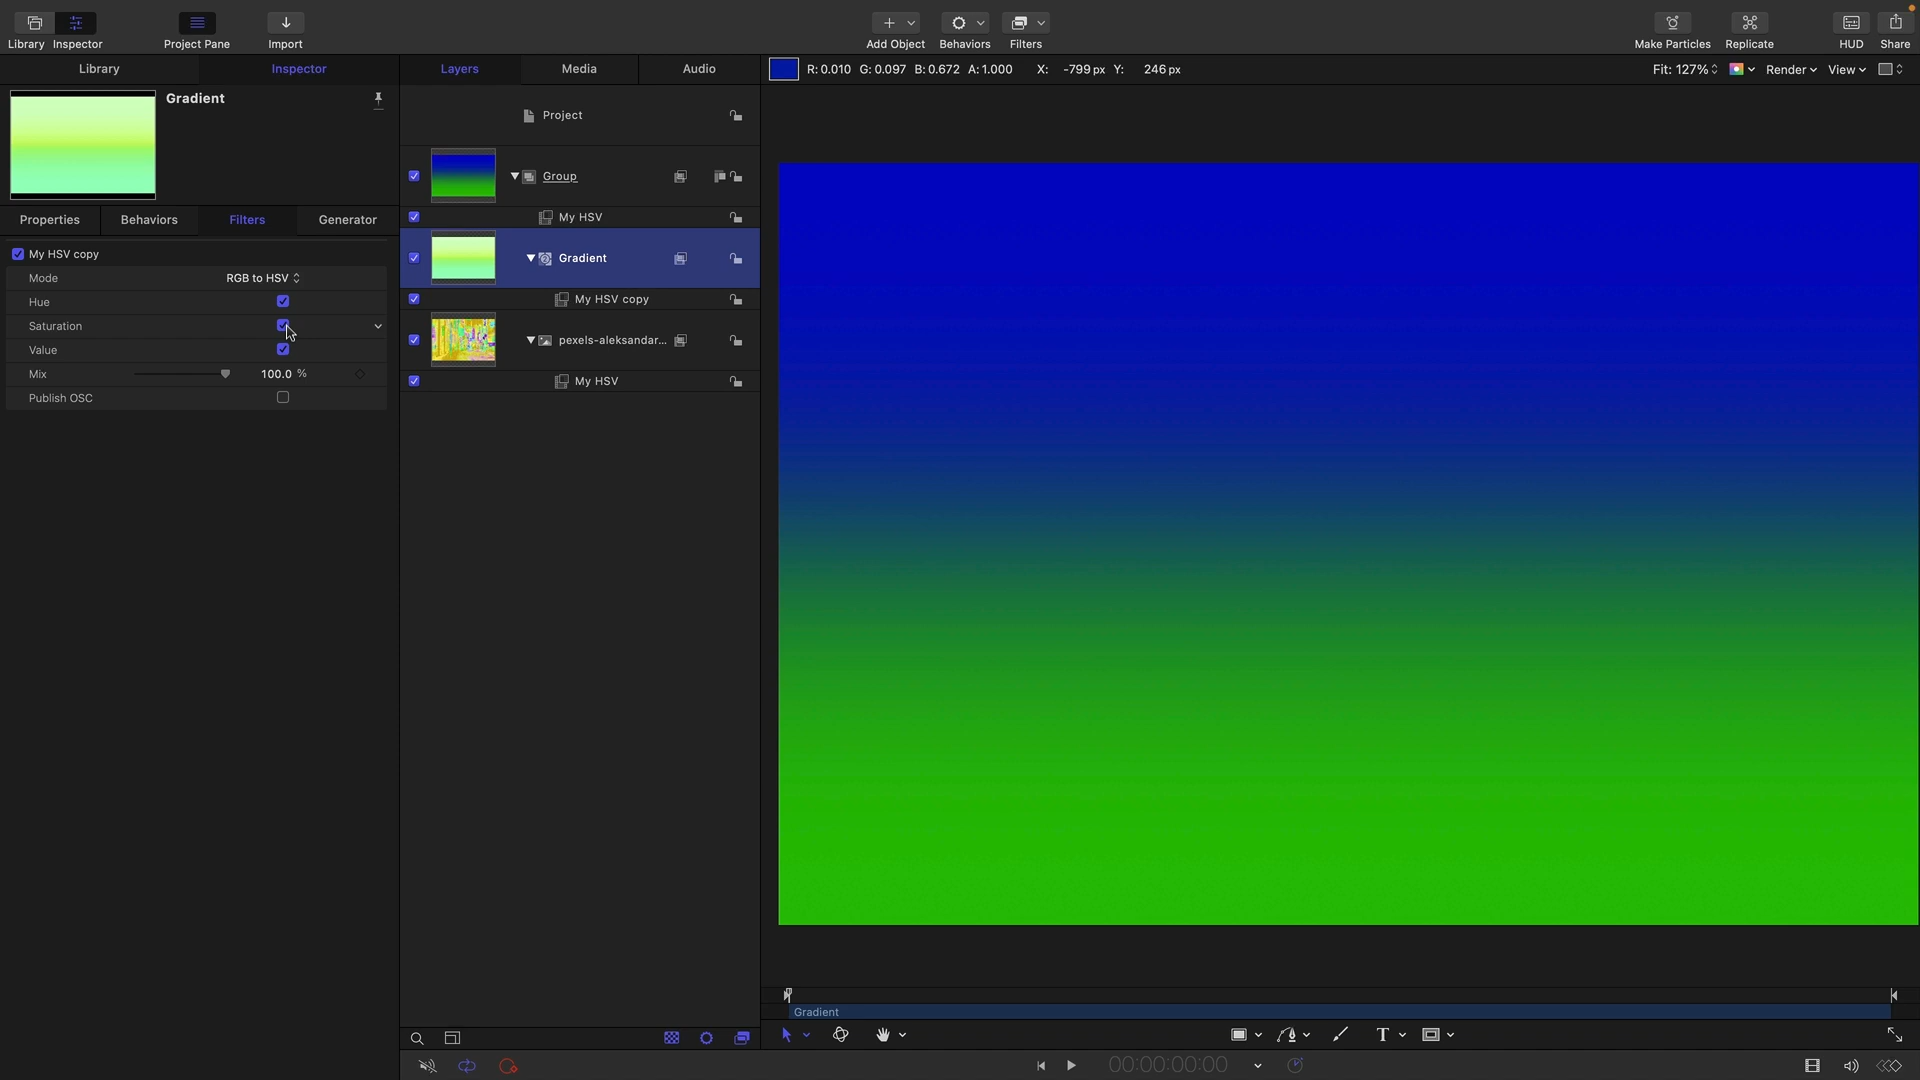 Library Inspector Project Pane Import Add Object Behaviors Filters Make Particles Replicate HUD Share
Library Inspector Layers Media Audio R:0.010 G:0.097 B:0.672 A:1.000 X: -799 px Y: 246 px Fit: 127% Render View
Gradient
Project
Group
Properties Behaviors Filters Generator
My HSV
My HSV copy
Gradient
Mode RGB to HSV
Hue
My HSV copy
Saturation
pexels-aleksandar...
Value
Mix 100.0 %
My HSV
Publish OSC
Gradient
T
00:00:00:00